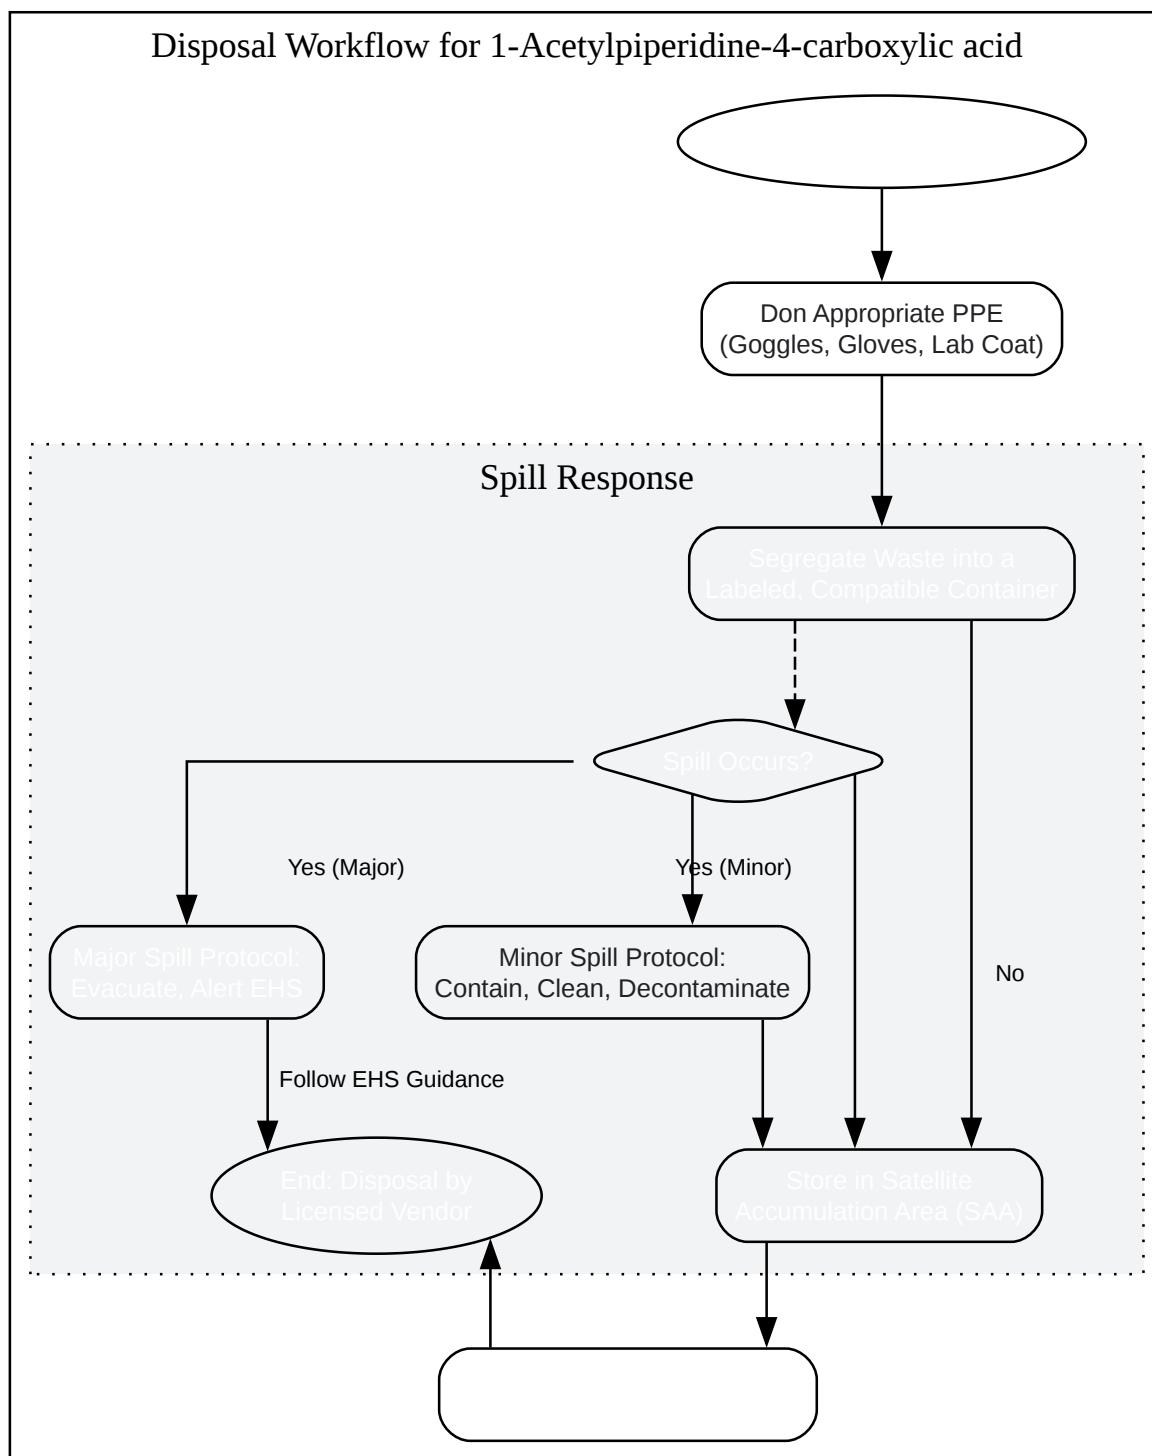 Disposal Workflow for 1-Acetylpiperidine-4-carboxylic acid
Don Appropriate PPE
(Goggles, Gloves, Lab Coat)
Spill Response
Segregate Waste into a
Labeled, Compatible Container
Spill Occurs?
Yes (Major)
Yes (Minor)
Major Spill Protocol:
Evacuate, Alert EHS
Minor Spill Protocol:
Contain, Clean, Decontaminate
No
Follow EHS Guidance
End: Disposal by
Licensed Vendor
Store in Satellite
Accumulation Area (SAA)